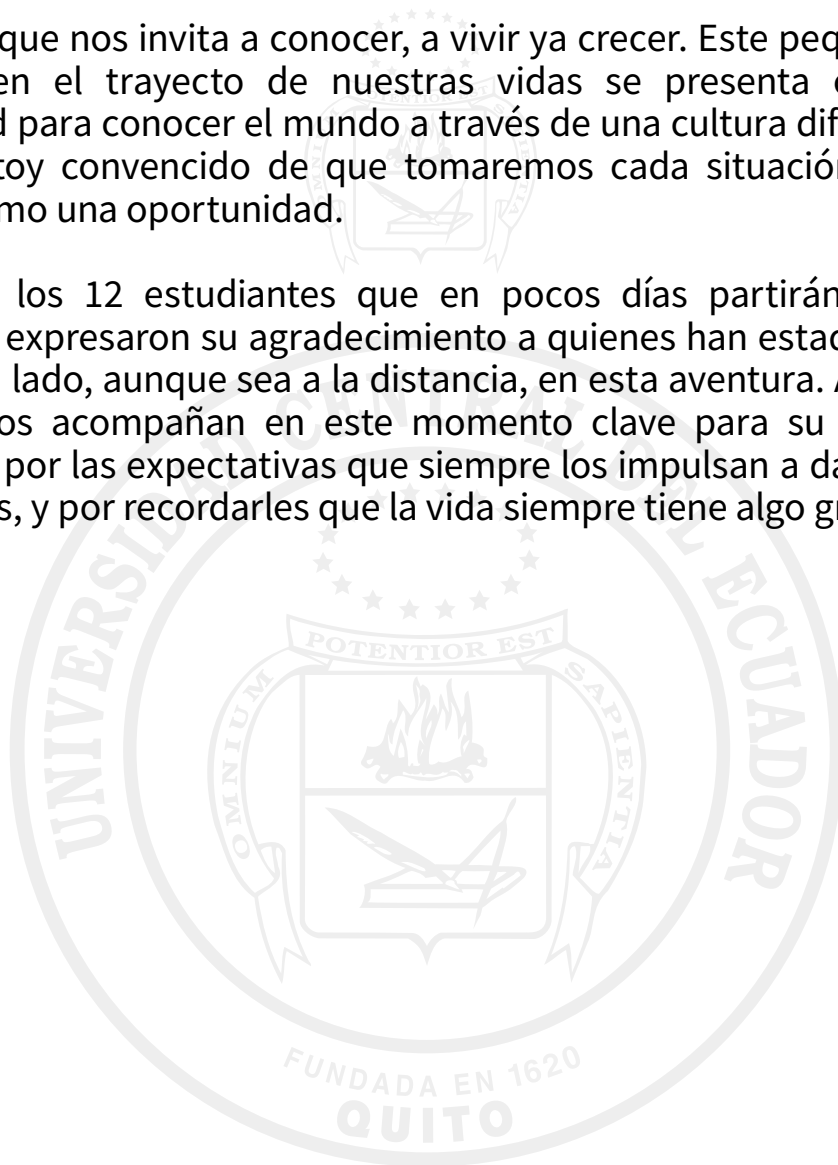 que nos invita a conocer, a vivir ya crecer. Este
en el trayecto de nuestras vidas se presenta
para conocer el mundo a través de una cultura
convencido de que tomaremos cada situación
una oportunidad.
los 12 estudiantes que en pocos días partirán
expresaron su agradecimiento a quienes han
lado, aunque sea a la distancia, en esta aventura.
acompañan en este momento clave para su
por las expectativas que siempre los impulsan a
y por recordarles que la vida siempre tiene algo
UNIVERSIDAD CENTRAL DEL ECUADOR
OMNIUM POTENTIOR EST SAPIENTIA
FUNDADA EN 1620
QUITO